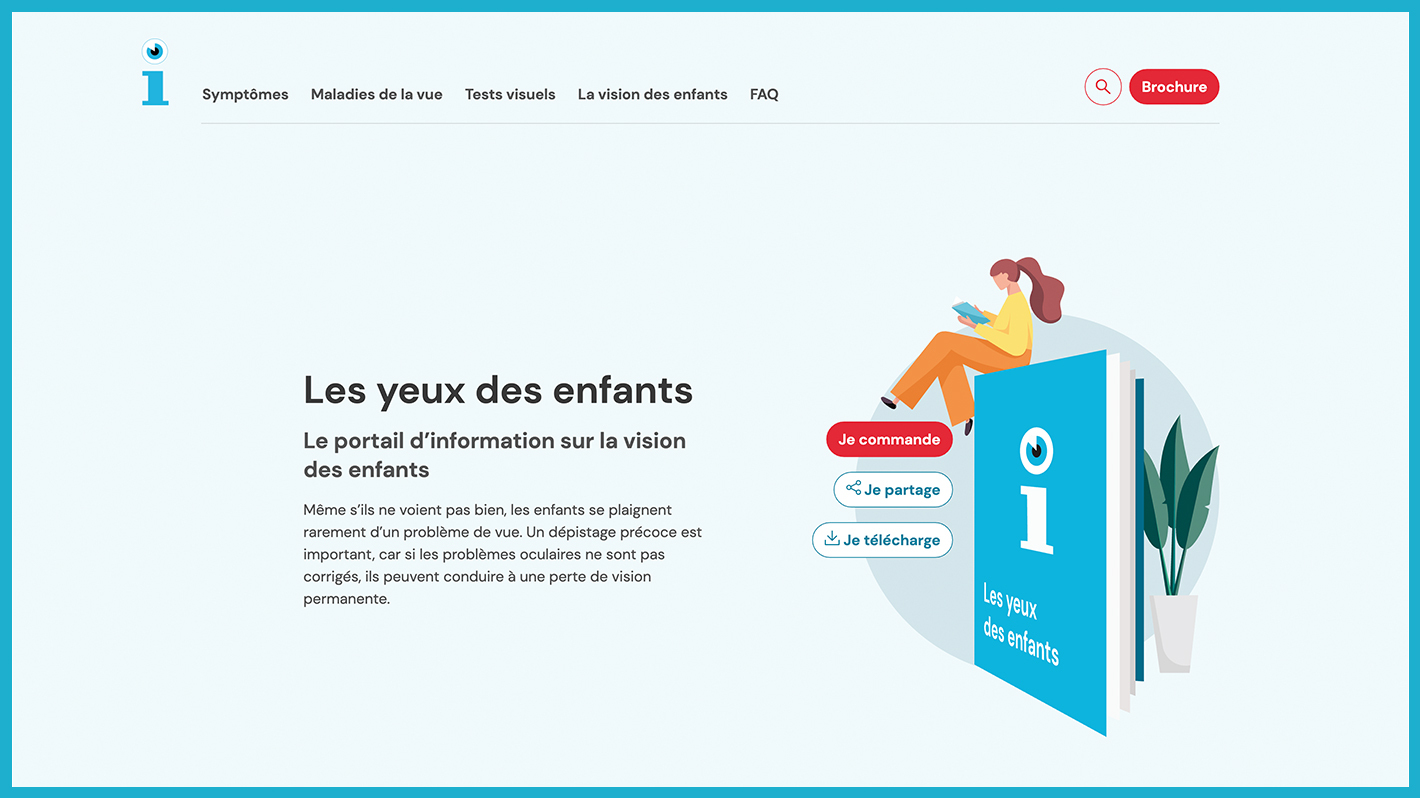 Symptômes
Maladies de la vue
Tests visuels
La vision des enfants
FAQ
Brochure
Les yeux des enfants
Le portail d’information sur la vision
des enfants
Même s’ils ne voient pas bien, les enfants se plaignent
rarement d’un problème de vue. Un dépistage précoce est
important, car si les problèmes oculaires ne sont pas
corrigés, ils peuvent conduire à une perte de vision
permanente.
Je commande
Je partage
Je télécharge
i
Les yeux
des enfants